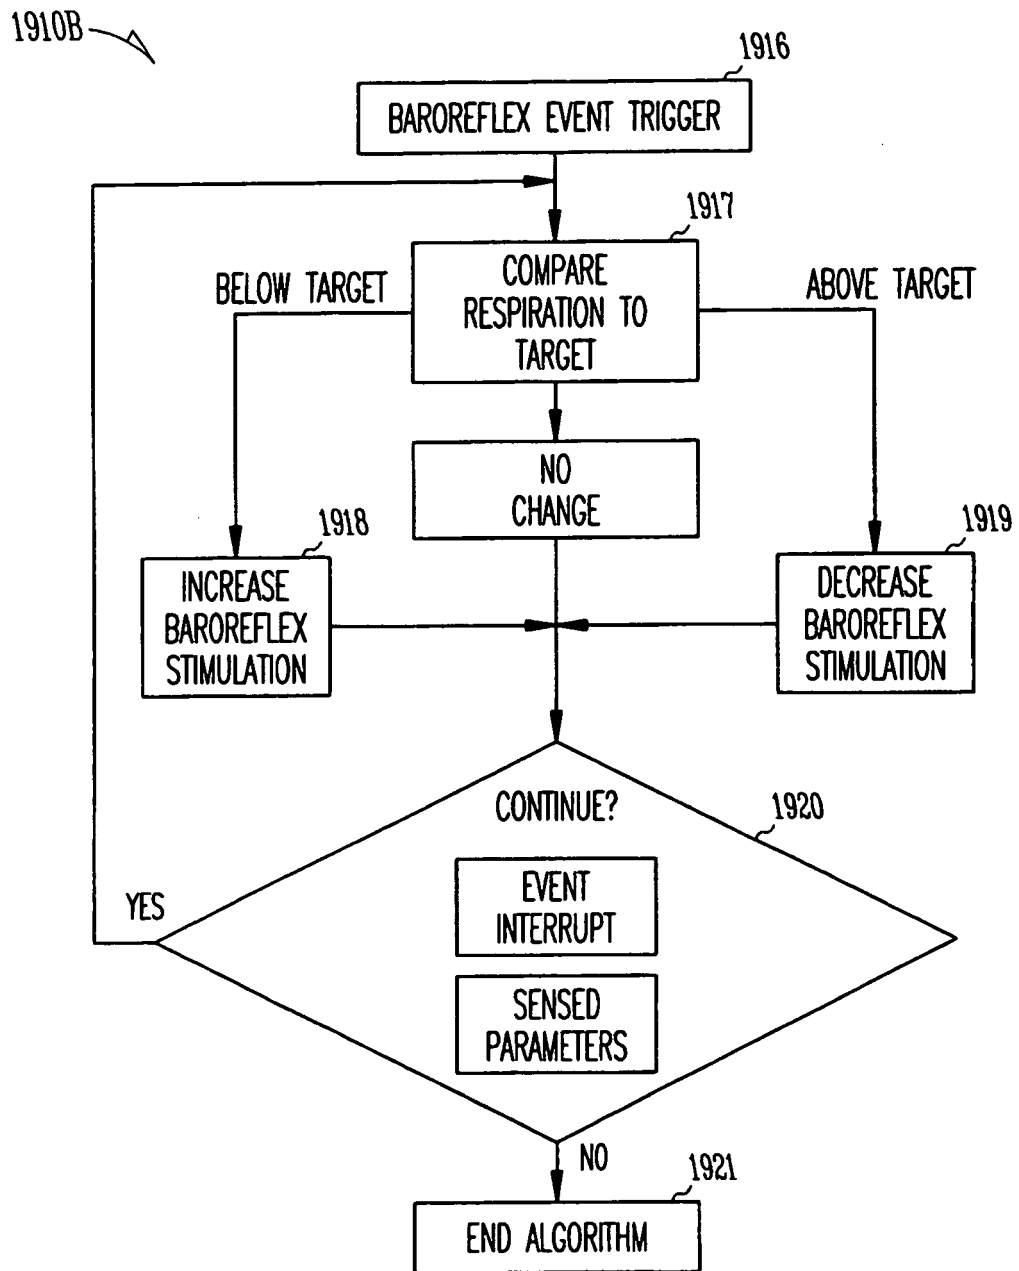 1910B
1916
BAROREFLEX EVENT TRIGGER
1917
COMPARE
RESPIRATION TO
TARGET
BELOW TARGET
ABOVE TARGET
NO
CHANGE
1918
INCREASE
BAROREFLEX
STIMULATION
1919
DECREASE
BAROREFLEX
STIMULATION
CONTINUE?
1920
EVENT
INTERRUPT
YES
SENSED
PARAMETERS
NO
1921
END ALGORITHM